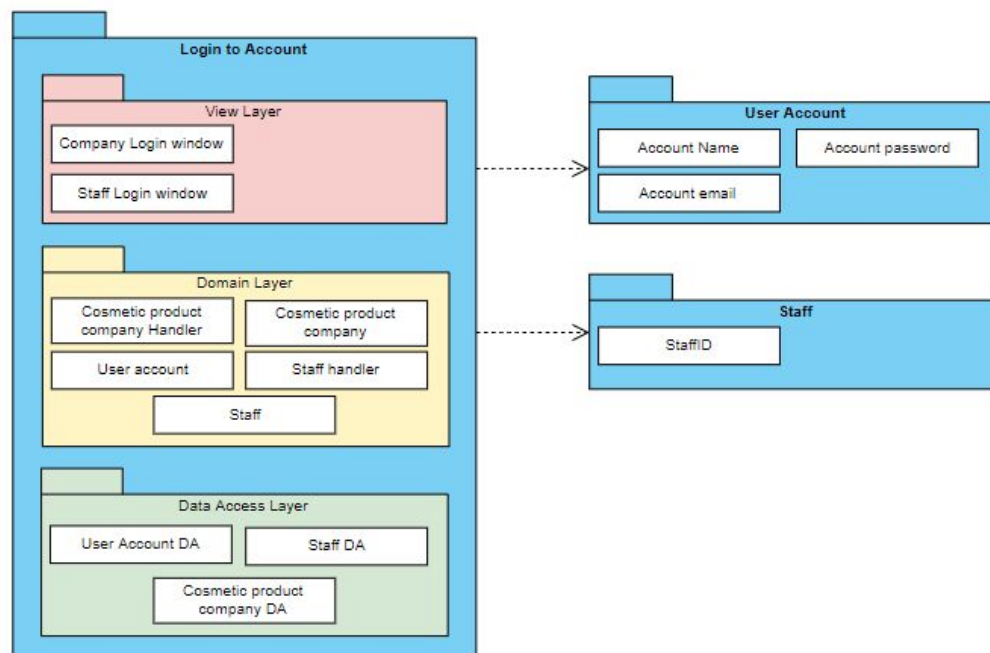 Login to Account
View Layer
Company Login window
Staff Login window
Domain Layer
Cosmetic product
company Handler
Cosmetic product
company
User account
Staff handler
Staff
Data Access Layer
User Account DA
Staff DA
Cosmetic product
company DA
User Account
Account Name
Account password
Account email
Staff
StaffID